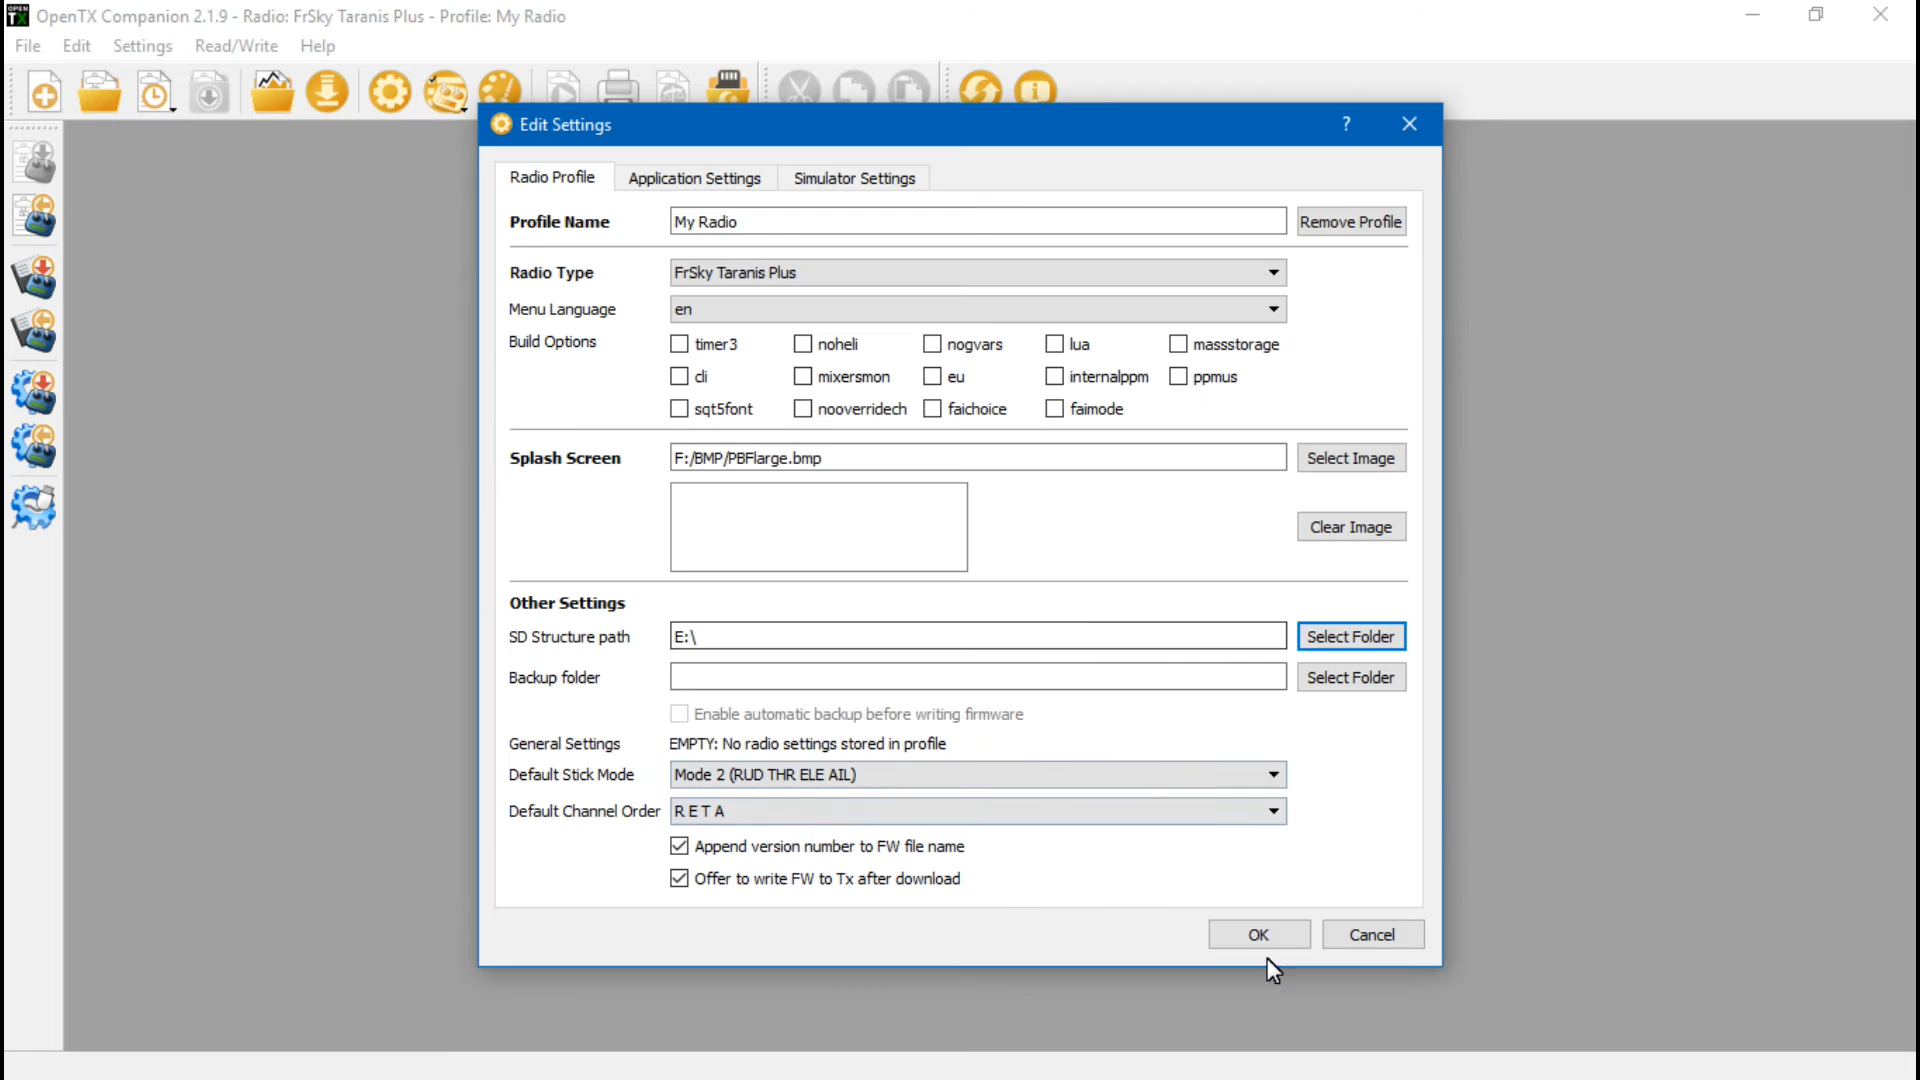 OpenTX Companion 2.1.9 - Radio: FrSky Taranis Plus - Profile: My Radio
File Edit Settings Read/Write Help
Edit Settings ?
Radio Profile Application Settings Simulator Settings
Profile Name My Radio Remove Profile
Radio Type FrSky Taranis Plus
Menu Language en
Build Options timer3 noheli nogvars lua massstorage
cli mixersmon eu internalppm ppmus
sqt5font nooverridech faichoice faimode
Splash Screen F:/BMP/PBFlarge.bmp Select Image
Clear Image
Other Settings
SD Structure path E:\ Select Folder
Backup folder Select Folder
Enable automatic backup before writing firmware
General Settings EMPTY: No radio settings stored in profile
Default Stick Mode Mode 2 (RUD THR ELE AIL)
Default Channel Order R E T A
Append version number to FW file name
Offer to write FW to Tx after download
OK Cancel